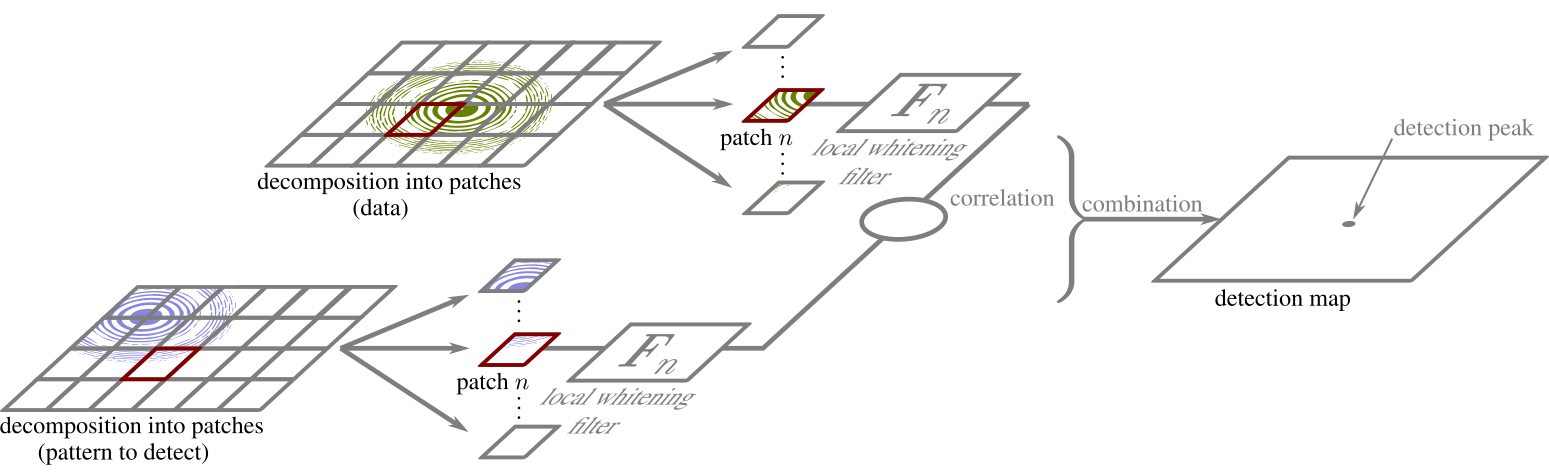 decomposition into patches
(data)
patch n
F_n
local whitening
filter
correlation
combination
detection peak
detection map
decomposition into patches
(pattern to detect)
patch n
F_n
local whitening
filter